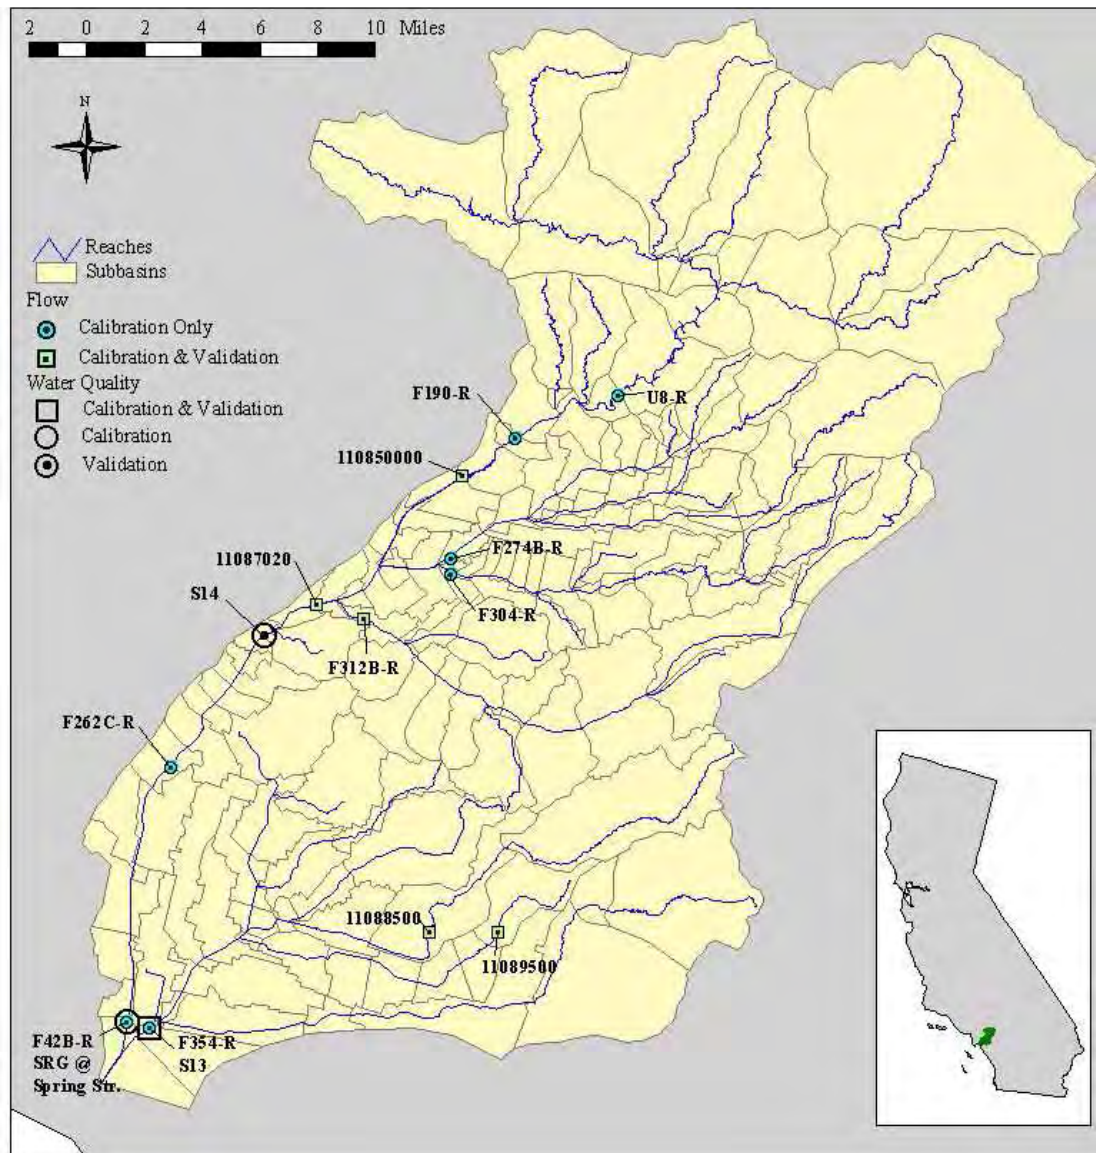 2 0 2 4 6 8 10 Miles
N
Reaches
Subbasins
Flow
Calibration Only
Calibration & Validation
Water Quality
Calibration & Validation
Calibration
Validation
F190-R
U8-R
110850000
F274B-R
11087020
F304-R
S14
F312B-R
F262C-R
11088500
11089500
F42B-R
SRG @
Spring Str.
F354-R
S13